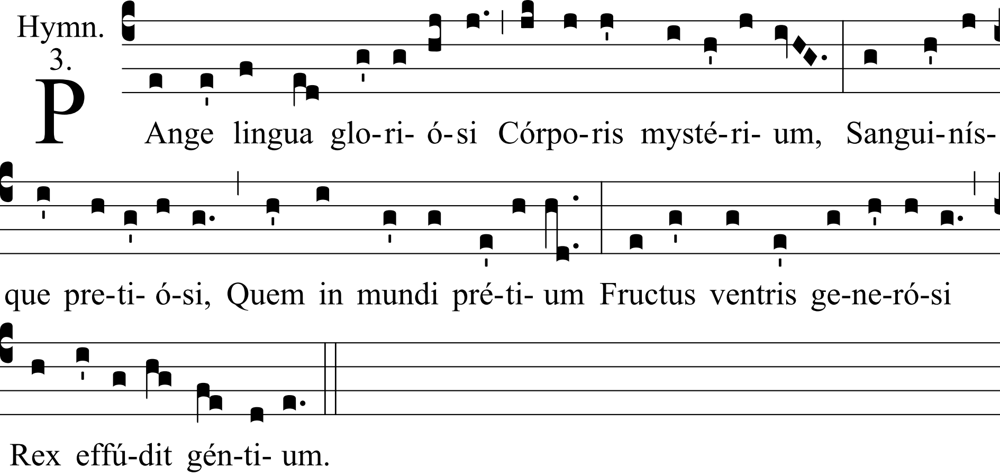 Hymn.
3.
PAnge lingua glo-ri- ó-si Córpo-ris mysté-ri- um, Sangui-nís-
que pre-ti- ó-si, Quem in mundi pré-ti- um Fructus ventris ge-ne-ró-si
Rex effú-dit gén-ti- um.